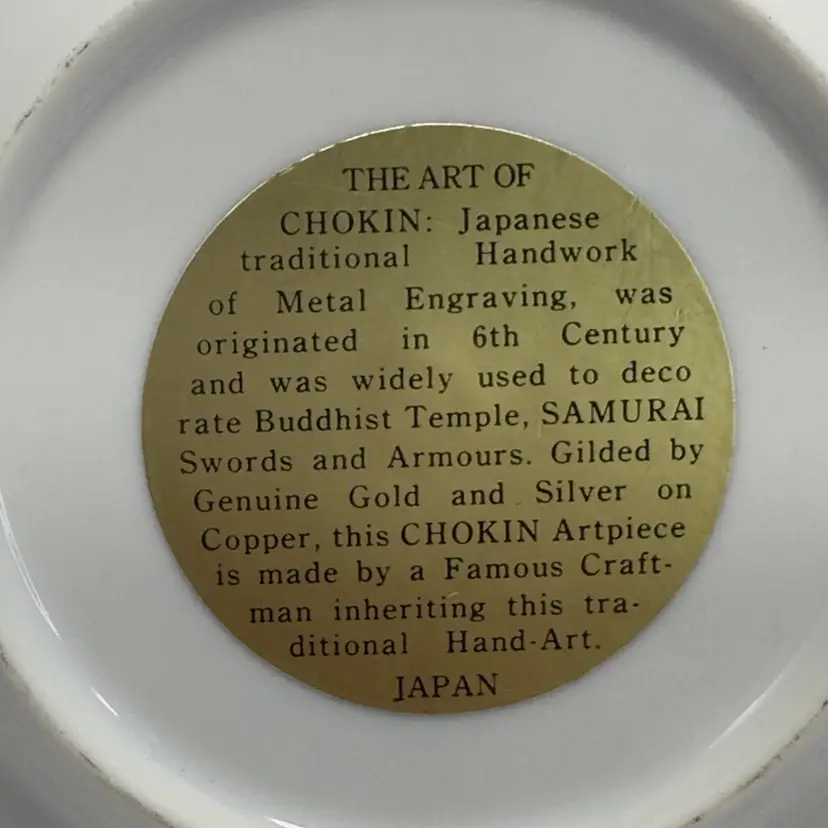 THE ART OF
CHOKIN: Japanese
traditional Handwork
of Metal Engraving, was
originated in 6th Century
and was widely used to deco
rate Buddhist Temple, SAMURAI
Swords and Armours. Gilded by
Genuine Gold and Silver on
Copper, this CHOKIN Artpiece
is made by a Famous Craft-
man inheriting this tra-
ditional Hand-Art.
JAPAN